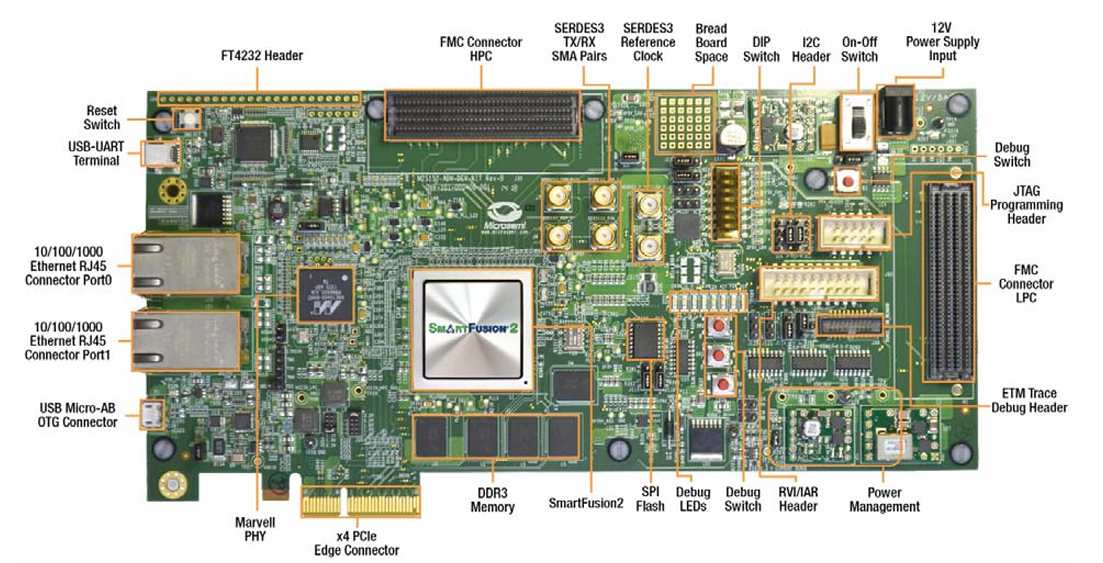 FT4232 Header
FMC Connector
HPC
SERDES3
TX/RX
SMA Pairs
SERDES3
Reference
Clock
Bread
Board
Space
DIP
Switch
I2C
Header
On-Off
Switch
12V
Power Supply
Input
Reset
Switch
USB-UART
Terminal
Debug
Switch
JTAG
Programming
Header
10/100/1000
Ethernet RJ45
Connector Port0
FMC
Connector
LPC
10/100/1000
Ethernet RJ45
Connector Port1
USB Micro-AB
OTG Connector
ETM Trace
Debug Header
Microsemi
SMARTFUSION 2
Marvell
PHY
x4 PCIe
Edge Connector
DDR3
Memory
SmartFusion2
SPI
Flash
Debug
LEDs
Debug
Switch
RVI/IAR
Header
Power
Management